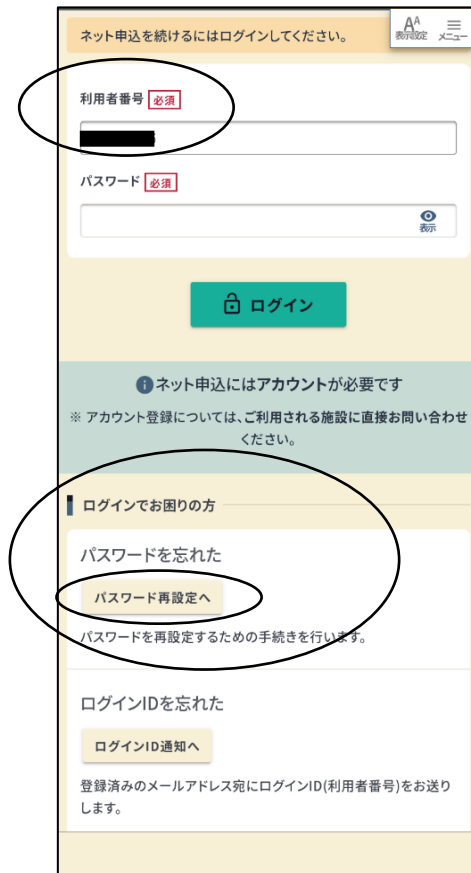 ネット申込を続けるにはログインしてください。
AA
表示設定
メニュー
利用者番号 必須
パスワード 必須
表示
ログイン
ネット申込にはアカウントが必要です
※ アカウント登録については、ご利用される施設に直接お問い合わせ
ください。
ログインでお困りの方
パスワードを忘れた
パスワード再設定へ
パスワードを再設定するための手続きを行います。
ログインIDを忘れた
ログインID通知へ
登録済みのメールアドレス宛にログインID(利用者番号)をお送り
します。